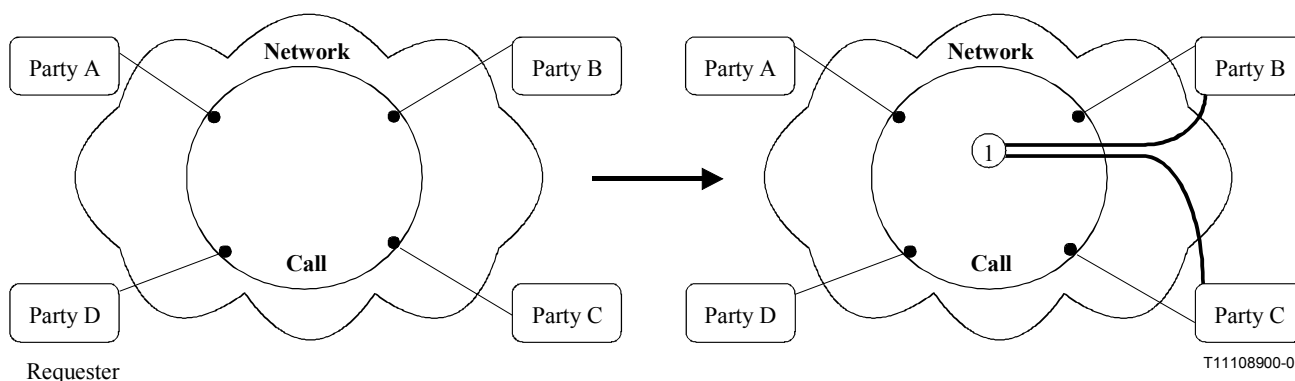 Network
Party A
Party B
Call
Party D
Party C
Requester
Network
Party A
Party B
1
Call
Party D
Party C
T11108900-0